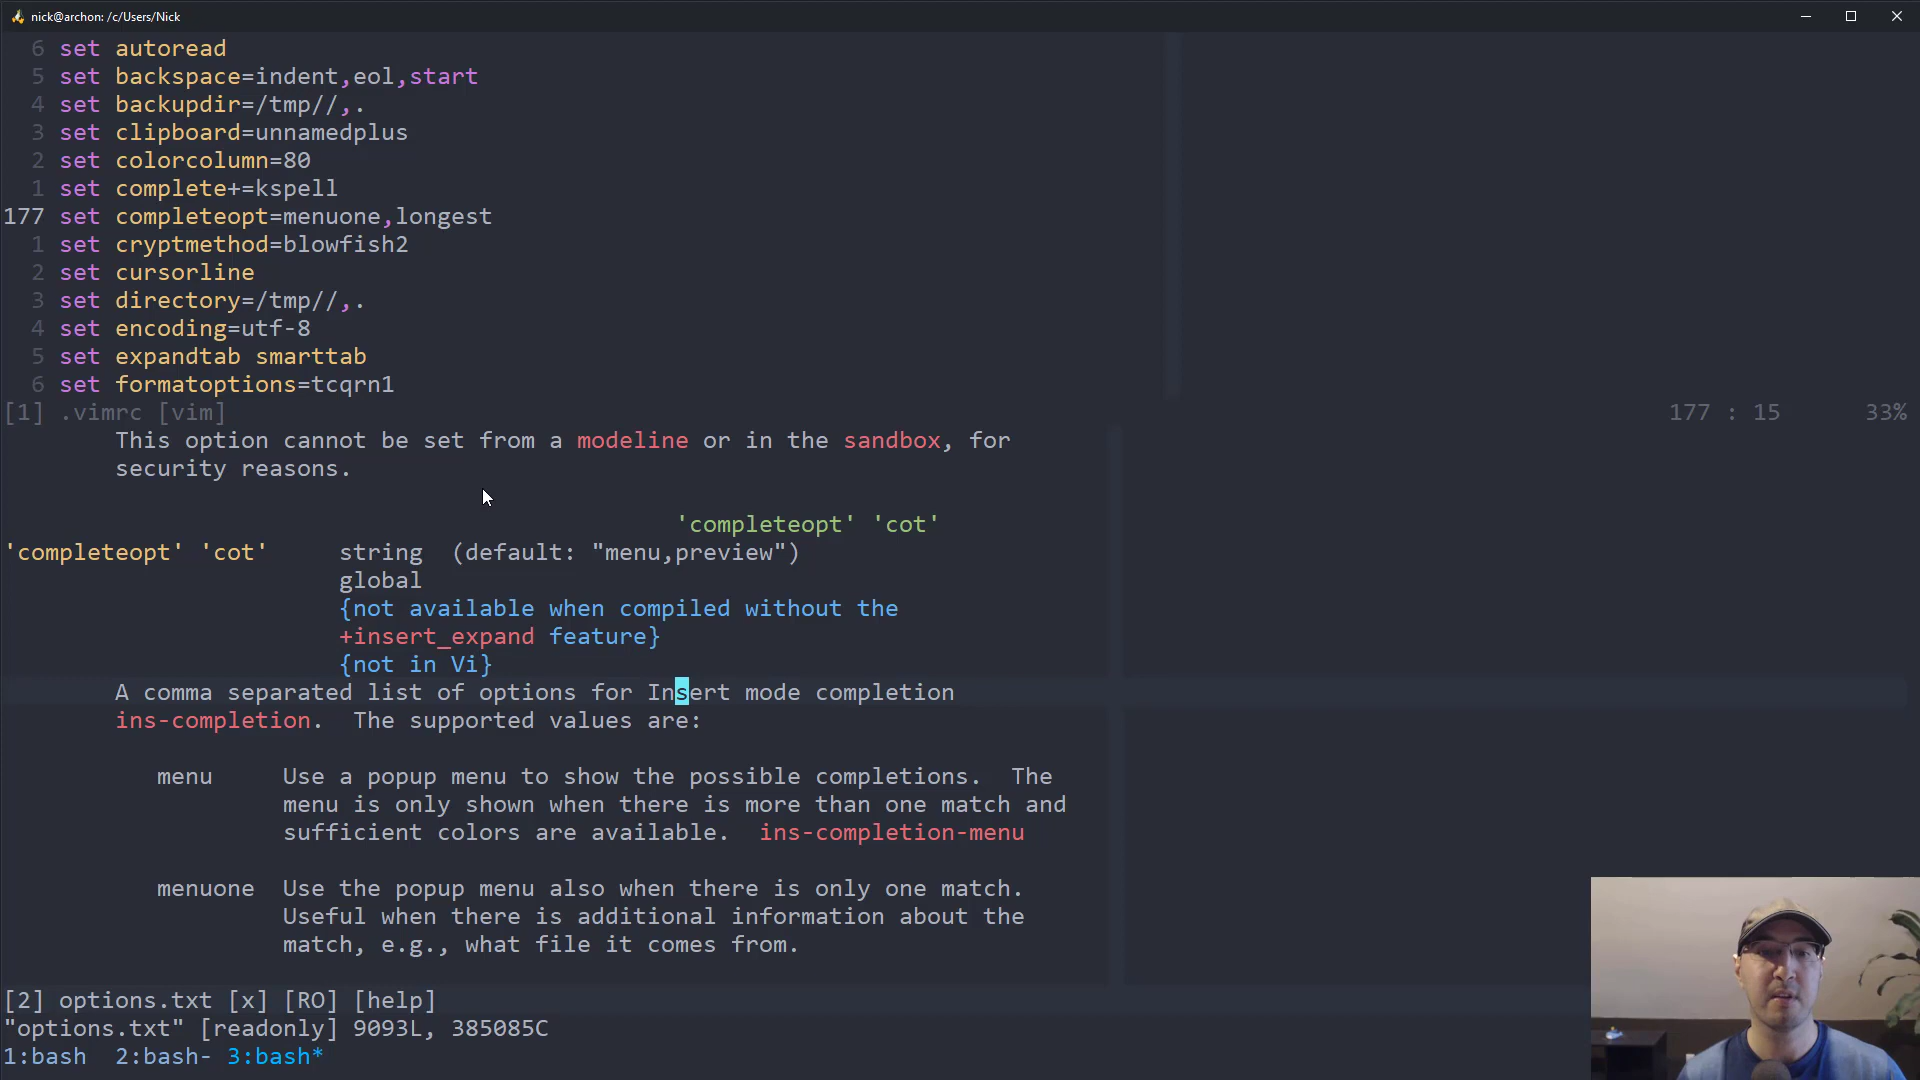 nick@archon: /c/Users/Nick
6 set autoread
5 set backspace=indent,eol,start
4 set backupdir=/tmp//,.
3 set clipboard=unnamedplus
2 set colorcolumn=80
1 set complete+=kspell
177 set completeopt=menuone,longest
1 set cryptmethod=blowfish2
2 set cursorline
3 set directory=/tmp//,.
4 set encoding=utf-8
5 set expandtab smarttab
6 set formatoptions=tcqrn1
[1] .vimrc [vim] 177 : 15 33%
This option cannot be set from a modeline or in the sandbox, for
security reasons.
'completeopt' 'cot'
'completeopt' 'cot' string (default: "menu,preview")
global
{not available when compiled without the
+insert_expand feature}
{not in Vi}
A comma separated list of options for Insert mode completion
ins-completion. The supported values are:
menu Use a popup menu to show the possible completions. The
menu is only shown when there is more than one match and
sufficient colors are available. ins-completion-menu
menuone Use the popup menu also when there is only one match.
Useful when there is additional information about the
match, e.g., what file it comes from.
[2] options.txt [x] [RO] [help]
"options.txt" [readonly] 9093L, 385085C
1:bash 2:bash- 3:bash*